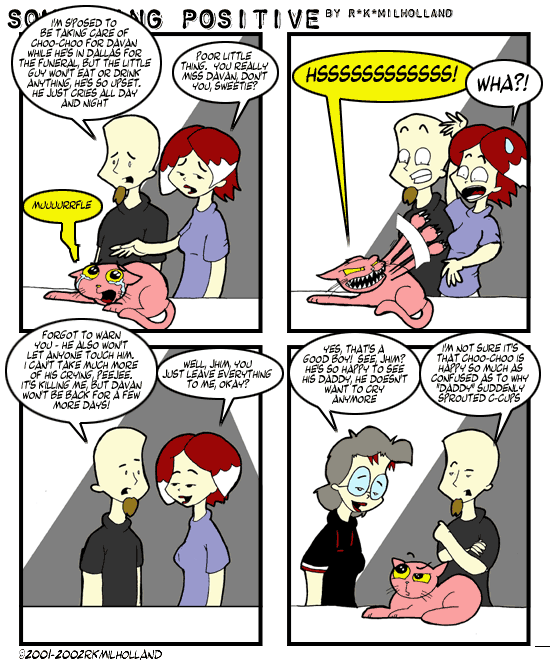 SO ING POSITIVE BY R*K*MILHOLLAND
I'M S'POSED TO
BE TAKING CARE OF
CHOO-CHOO FOR DAVAN
WHILE HE'S IN DALLAS FOR
THE FUNERAL, BUT THE LITTLE
GUY WON'T EAT OR DRINK
ANYTHING, HE'S SO UPSET.
HE JUST CRIES ALL DAY
AND NIGHT
POOR LITTLE
THING. YOU REALLY
MISS DAVAN, DON'T
YOU, SWEETIE?
MUUUURRFLE
HSSSSSSSSSSSS!
WHA?!
FORGOT TO WARN
YOU - HE ALSO WON'T
LET ANYONE TOUCH HIM.
I CAN'T TAKE MUCH MORE
OF HIS CRYING, PEEJEE.
IT'S KILLING ME, BUT DAVAN
WON'T BE BACK FOR A FEW
MORE DAYS!
WELL, JHIM, YOU
JUST LEAVE EVERYTHING
TO ME, OKAY?
YES, THAT'S A
GOOD BOY! SEE, JHIM?
HE'S SO HAPPY TO SEE
HIS DADDY, HE DOESN'T
WANT TO CRY
ANYMORE
I'M NOT SURE IT'S
THAT CHOO-CHOO IS
HAPPY SO MUCH AS
CONFUSED AS TO WHY
"DADDY" SUDDENLY
SPROUTED C-CUPS
©2001-2002RKMILHOLLAND